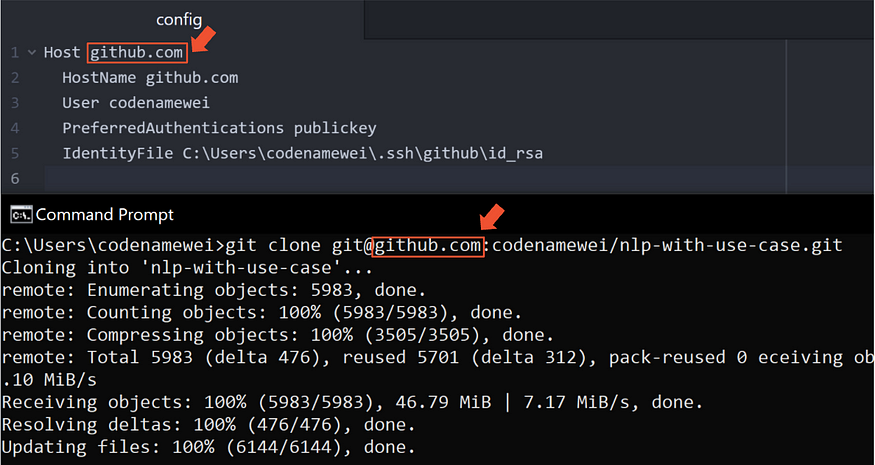 config
1 Host github.com
2 HostName github.com
3 User codenamewei
4 PreferredAuthentications publickey
5 IdentityFile C:\Users\codenamewei\.ssh\github\id_rsa
6
C:\. Command Prompt
C:\Users\codenamewei>git clone git@github.com:codenamewei/nlp-with-use-case.git
Cloning into 'nlp-with-use-case'...
remote: Enumerating objects: 5983, done.
remote: Counting objects: 100% (5983/5983), done.
remote: Compressing objects: 100% (3505/3505), done.
remote: Total 5983 (delta 476), reused 5701 (delta 312), pack-reused 0 eceiving ob
.10 MiB/s
Receiving objects: 100% (5983/5983), 46.79 MiB | 7.17 MiB/s, done.
Resolving deltas: 100% (476/476), done.
Updating files: 100% (6144/6144), done.